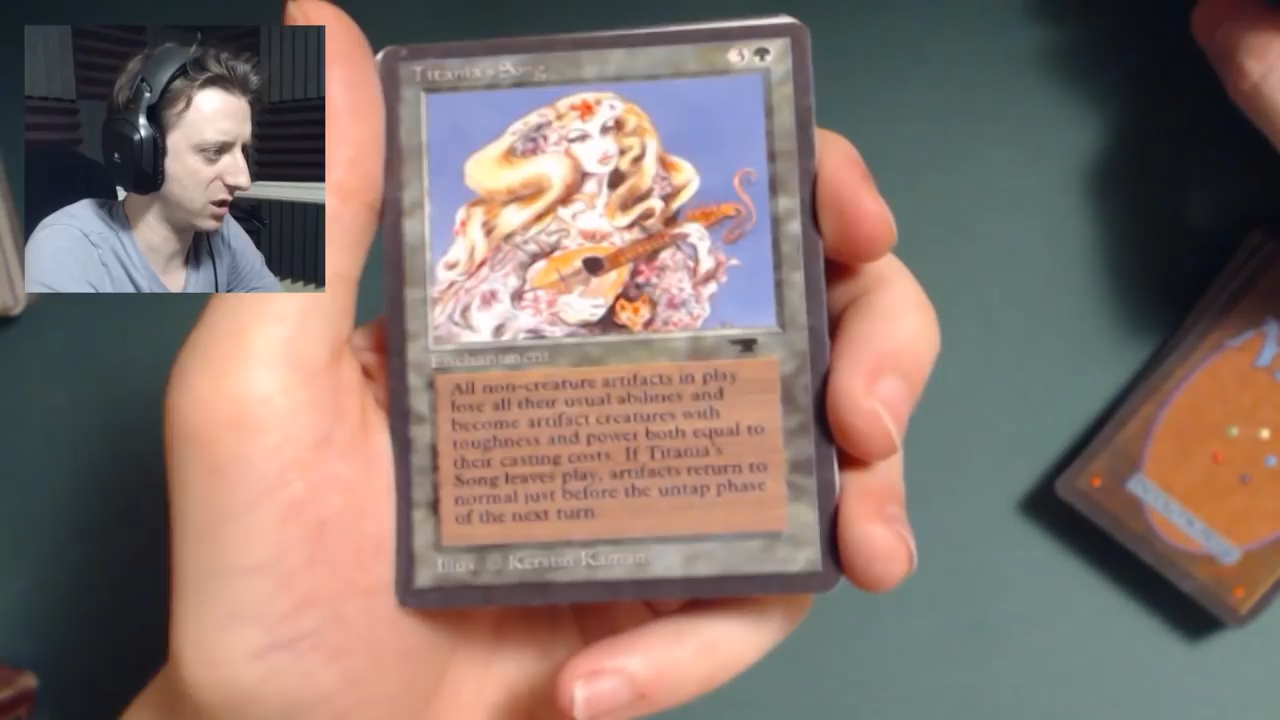 Titania's Song
3
Enchantment
All non-creature artifacts in play
lose all their usual abilities and
become artifact creatures with
toughness and power both equal to
their casting costs. If Titania's
Song leaves play, artifacts return to
normal just before the untap phase
of the next turn.
Illus. © Kerstin Kaman